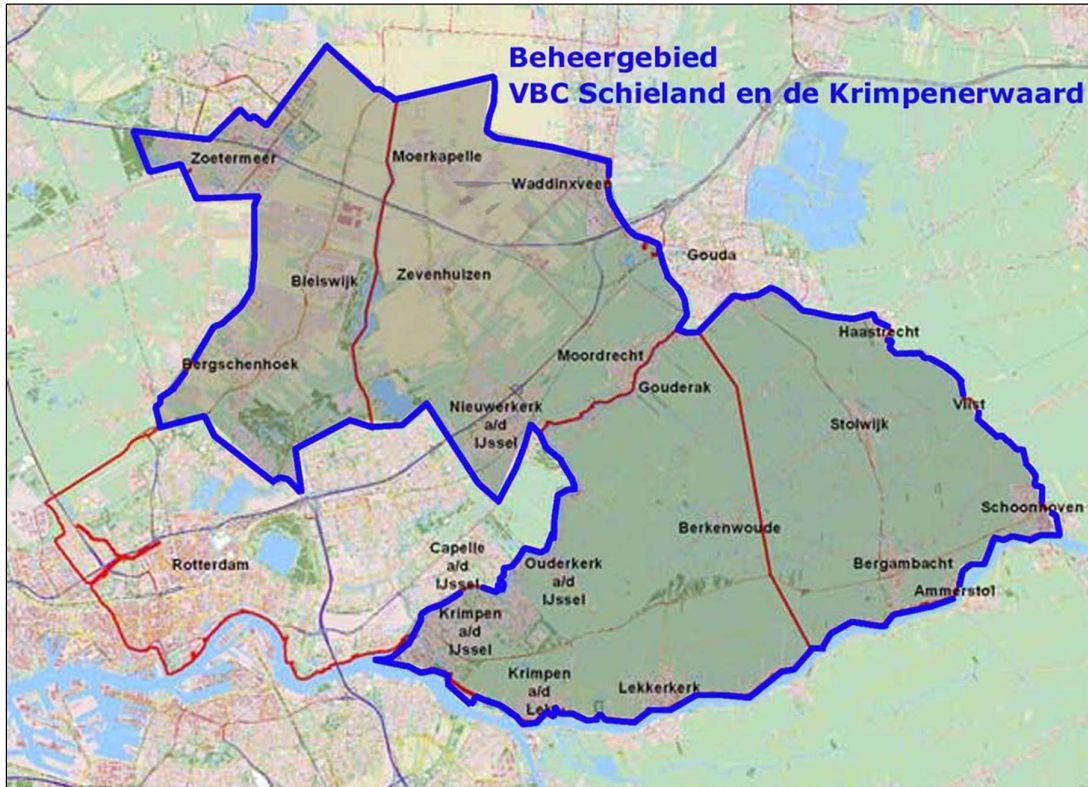 Beheergebied
VBC Schieland en de Krimpenerwaard
Zoetermeer
Moerkapelle
Waddinxveen
Gouda
Bleiswijk
Zevenhuizen
Haastrecht
Bergschenhoek
Moordrecht
Gouderak
Nieuwerkerk
a/d
IJssel
Vlist
Stolwijk
Schoonhoven
Berkenwoude
Rotterdam
Capelle
a/d
IJssel
Ouderkerk
a/d
IJssel
Bergambacht
Ammerstol
Krimpen
a/d
IJssel
Krimpen
a/d
Lek
Lekkerkerk